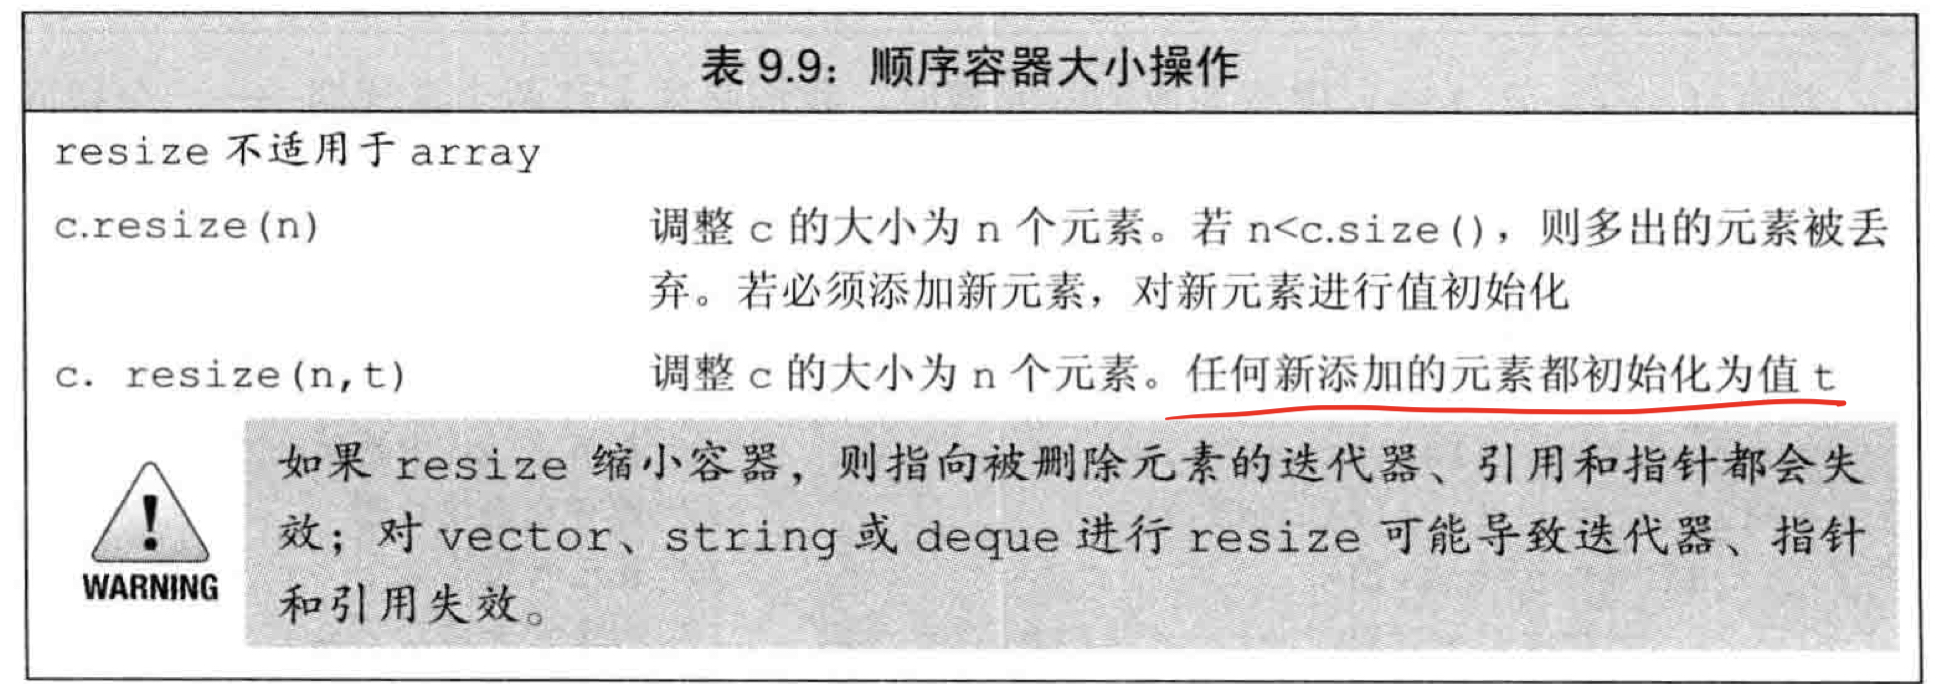 表 9.9：顺序容器大小操作
resize 不适用于 array
c.resize(n) 调整 c 的大小为 n 个元素。若 n<c.size()，则多出的元素被丢
弃。若必须添加新元素，对新元素进行值初始化
c. resize(n,t) 调整 c 的大小为 n 个元素。任何新添加的元素都初始化为值 t
如果 resize 缩小容器，则指向被删除元素的迭代器、引用和指针都会失
效；对 vector、string 或 deque 进行 resize 可能导致迭代器、指针
和引用失效。
WARNING